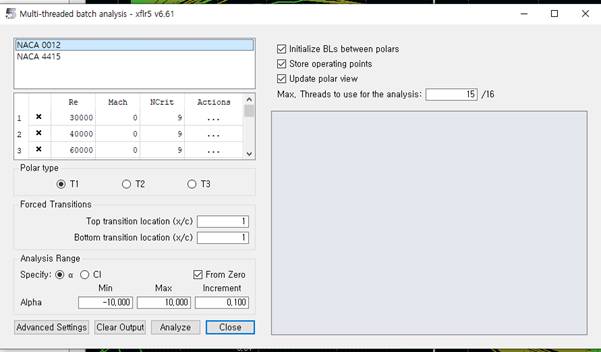 Multi-threaded batch analysis - xflr5 v6.61
NACA 0012
NACA 4415
Re Mach NCrit Actions
1 ✖ 30000 0 9 ...
2 ✖ 40000 0 9 ...
3 ✖ 60000 0 9 ...
Polar type
T1 T2 T3
Forced Transitions
Top transition location (x/c) 1
Bottom transition location (x/c) 1
Analysis Range
Specify: α Cl From Zero
Min Max Increment
Alpha -10,000 10,000 0,100
Advanced Settings Clear Output Analyze Close
Initialize BLs between polars
Store operating points
Update polar view
Max. Threads to use for the analysis: 15 /16